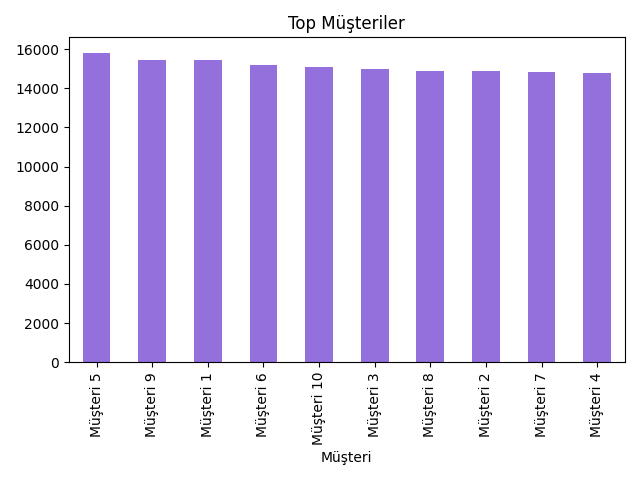 Top Müşteriler
16000
14000
12000
10000
8000
6000
4000
2000
0
Müşteri 5
Müşteri 9
Müşteri 1
Müşteri 6
Müşteri 10
Müşteri 3
Müşteri 8
Müşteri 2
Müşteri 7
Müşteri 4
Müşteri